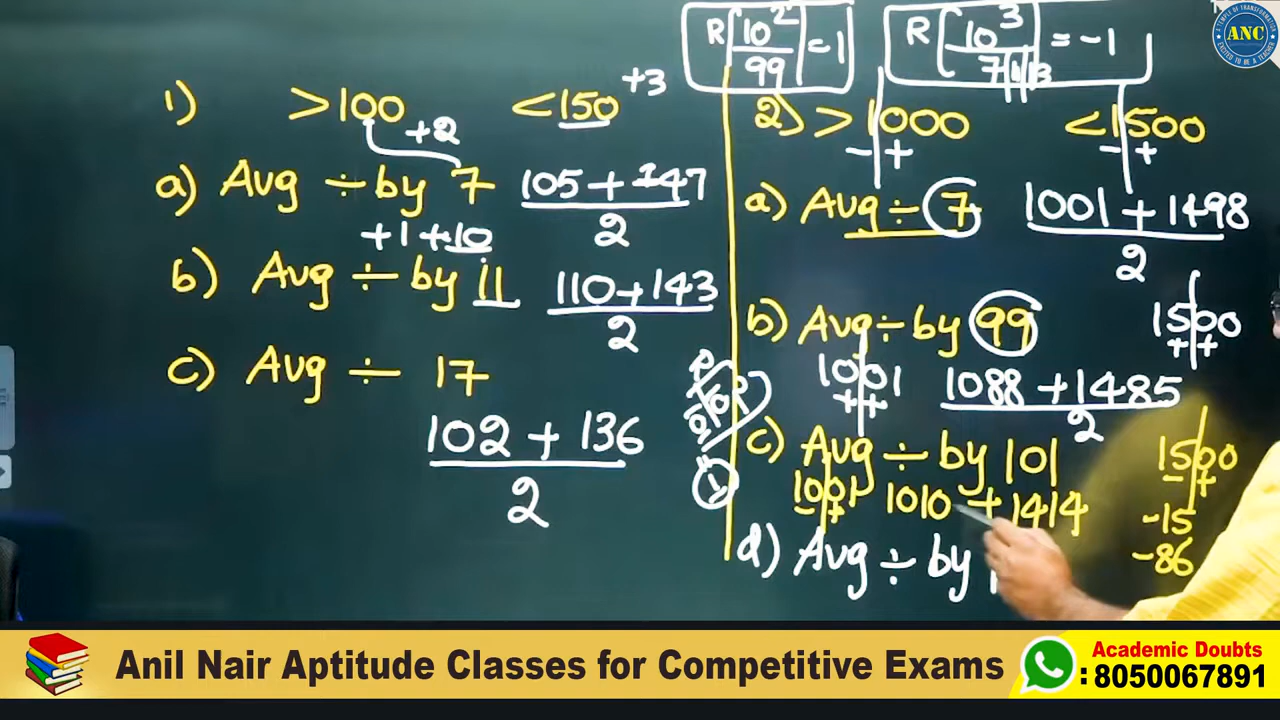 R[10²/99] = 1
R[10³/7|11|13] = -1
ANC
1) >100 <150 +3
+2
a) Avg ÷ by 7
105 + 147
2
+1 +10
b) Avg ÷ by 11
110 + 143
2
c) Avg ÷ 17
102 + 136
2
2) >1000 <1500
- + - +
a) Avg ÷ 7
1001 + 1498
2
b) Avg ÷ by 99
1500
+ +
1001
+ +
1088 + 1485
2
c) Avg ÷ by 101
1500
- +
-15
-86
1001
- +
1010 + 1414
d) Avg ÷ by
Anil Nair Aptitude Classes for Competitive Exams
Academic Doubts
: 8050067891